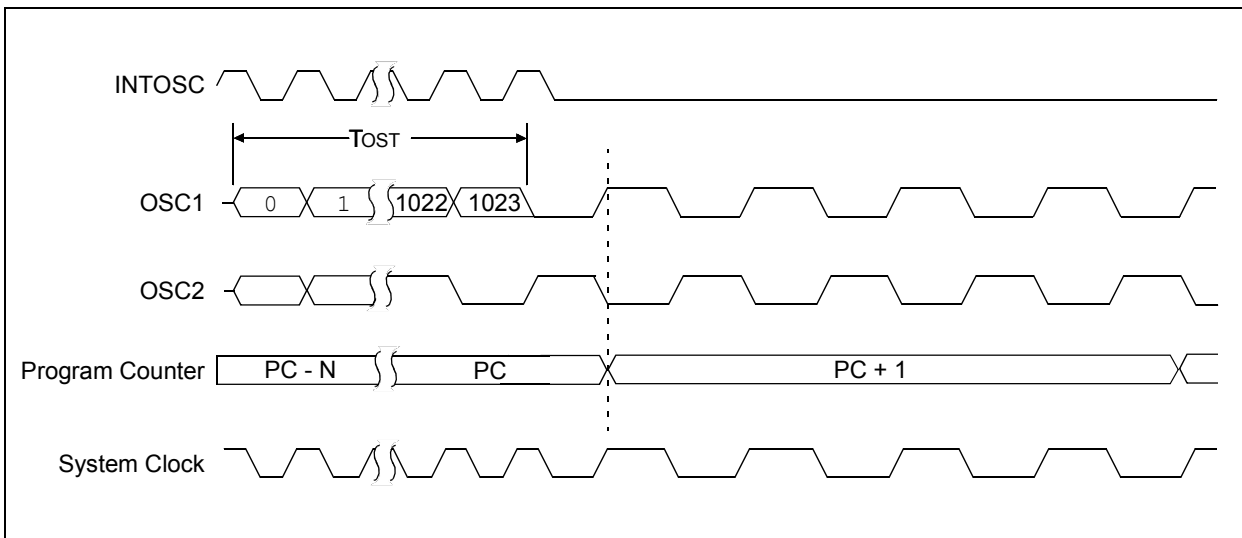 INTOSC
TOST
OSC1 0 1 1022 1023
OSC2
Program Counter PC - N PC PC + 1
System Clock